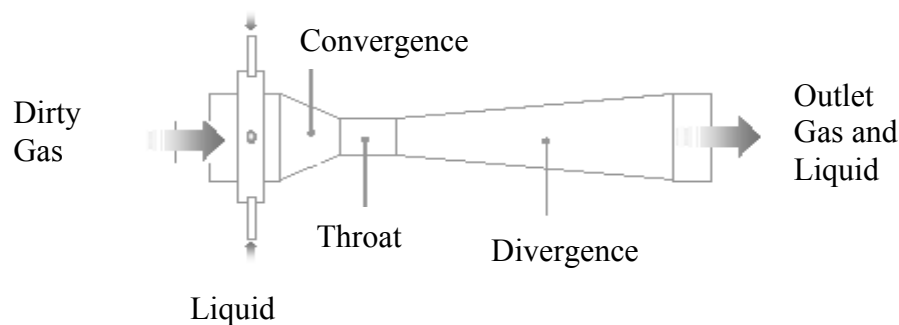 Convergence
Dirty
Gas
Outlet
Gas and
Liquid
Throat
Divergence
Liquid